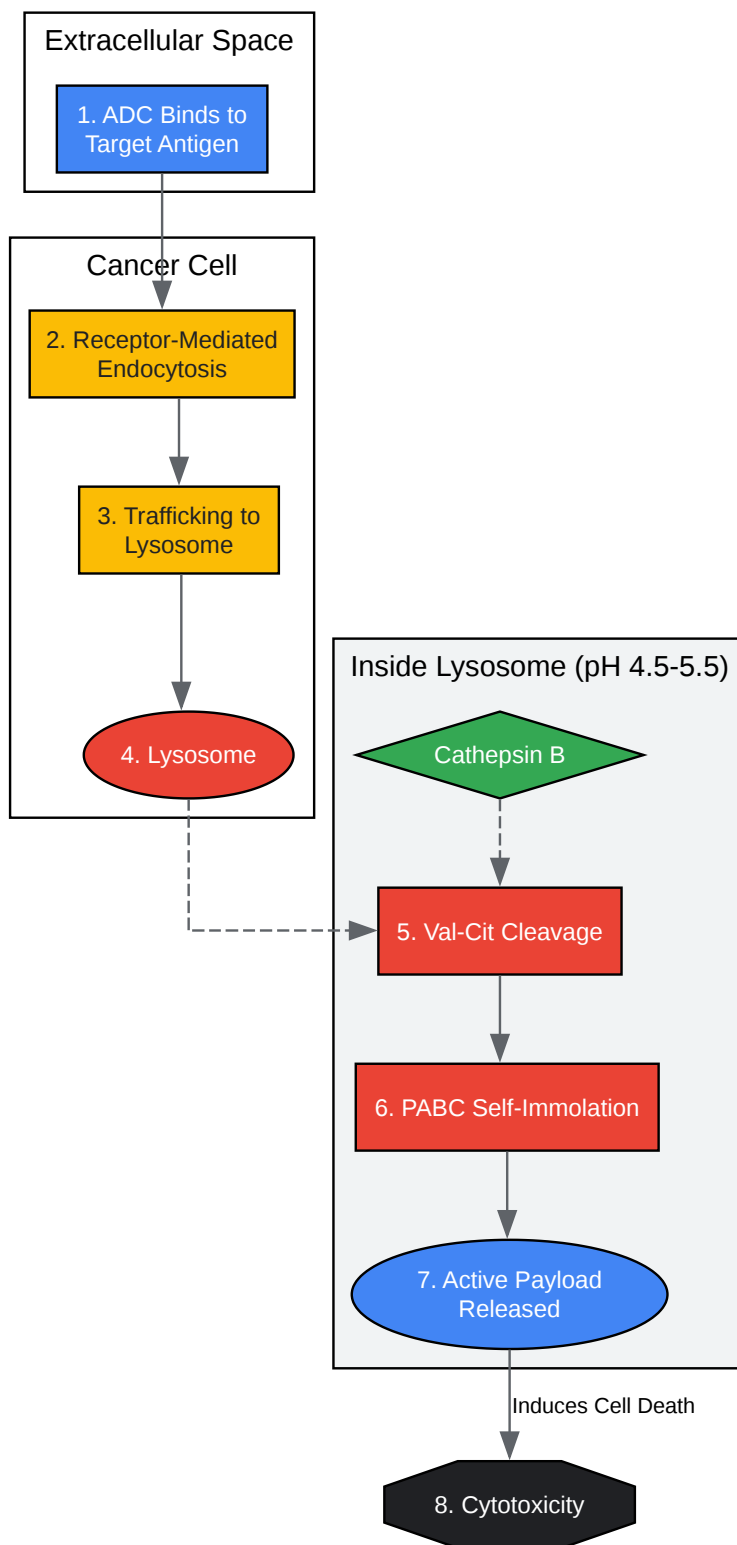 Extracellular Space
1. ADC Binds to
Target Antigen
Cancer Cell
2. Receptor-Mediated
Endocytosis
3. Trafficking to
Lysosome
4. Lysosome
Inside Lysosome (pH 4.5-5.5)
Cathepsin B
5. Val-Cit Cleavage
6. PABC Self-Immolation
7. Active Payload
Released
Induces Cell Death
8. Cytotoxicity